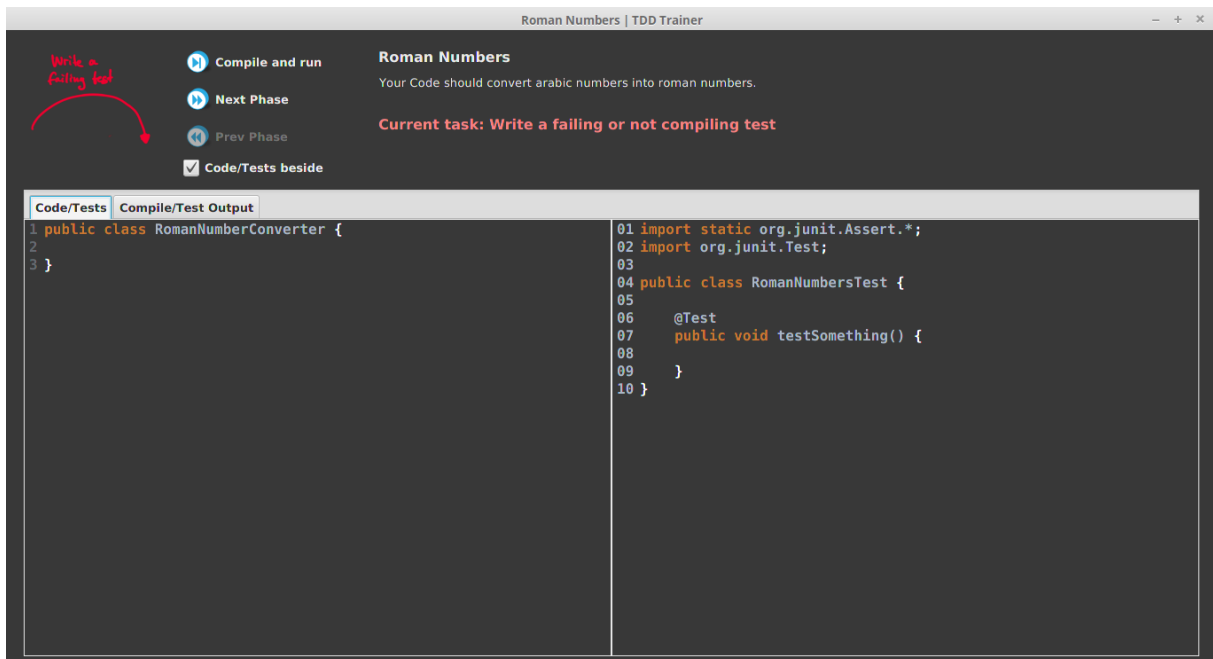 Roman Numbers | TDD Trainer
Write a
failing test
Compile and run
Next Phase
Prev Phase
Code/Tests beside
Roman Numbers
Your Code should convert arabic numbers into roman numbers.
Current task: Write a failing or not compiling test
Code/Tests Compile/Test Output
1 public class RomanNumberConverter {
2
3 }
01 import static org.junit.Assert.*;
02 import org.junit.Test;
03
04 public class RomanNumbersTest {
05
06     @Test
07     public void testSomething() {
08
09     }
10 }